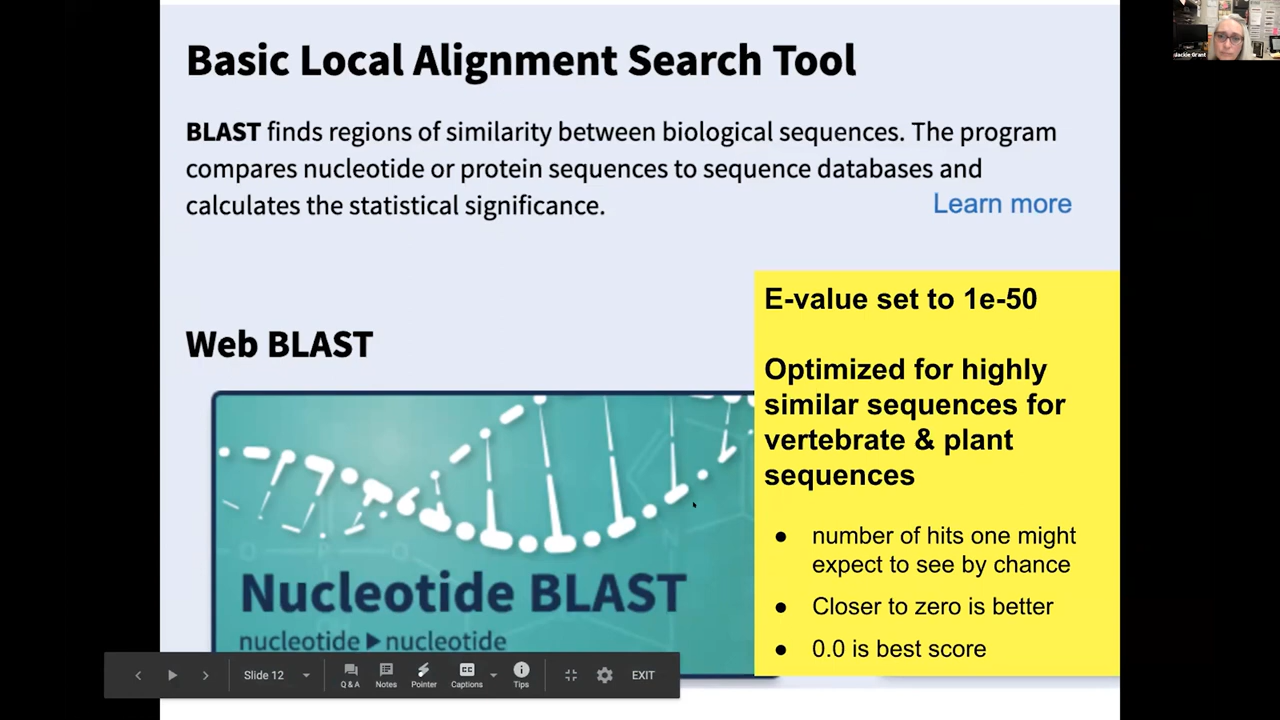 Basic Local Alignment Search Tool
BLAST finds regions of similarity between biological sequences. The program
compares nucleotide or protein sequences to sequence databases and
calculates the statistical significance.
Learn more
Web BLAST
E-value set to 1e-50
Optimized for highly
similar sequences for
vertebrate & plant
sequences
● number of hits one might
expect to see by chance
● Closer to zero is better
● 0.0 is best score
Nucleotide BLAST
nucleotide ▶ nucleotide
Slide 12
Q & A
Notes
Pointer
Captions
Tips
EXIT
Jackie Grant